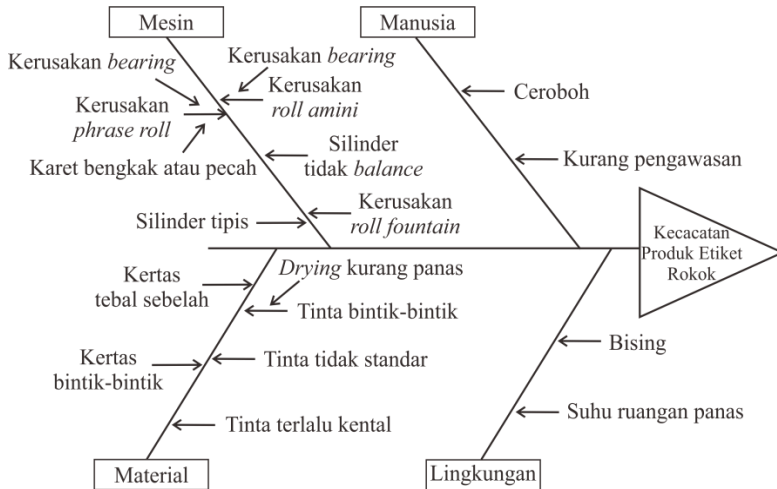 Mesin
Manusia
Kerusakan bearing
Kerusakan bearing
Kerusakan
roll amini
Kerusakan
phrase roll
Karet bengkak atau pecah
Silinder
tidak balance
Silinder tipis
Kerusakan
roll fountain
Ceroboh
Kurang pengawasan
Kecacatan
Produk Etiket
Rokok
Kertas
tebal sebelah
Drying kurang panas
Tinta bintik-bintik
Kertas
bintik-bintik
Tinta tidak standar
Tinta terlalu kental
Bising
Suhu ruangan panas
Material
Lingkungan